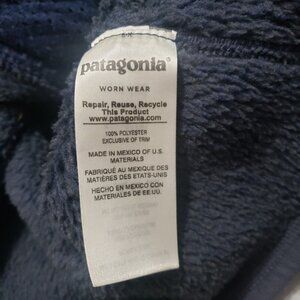 patagonia®
WORN WEAR
Repair, Reuse, Recycle
This Product
www.patagonia.com
100% POLYESTER
EXCLUSIVE OF TRIM
MADE IN MEXICO OF U.S.
MATERIALS
FABRIQUÉ AU MEXIQUE DES
MATIÈRES DES ETATS-UNIS
HECHO EN MÉXICO CON
MATERIALES DE EE.UU.